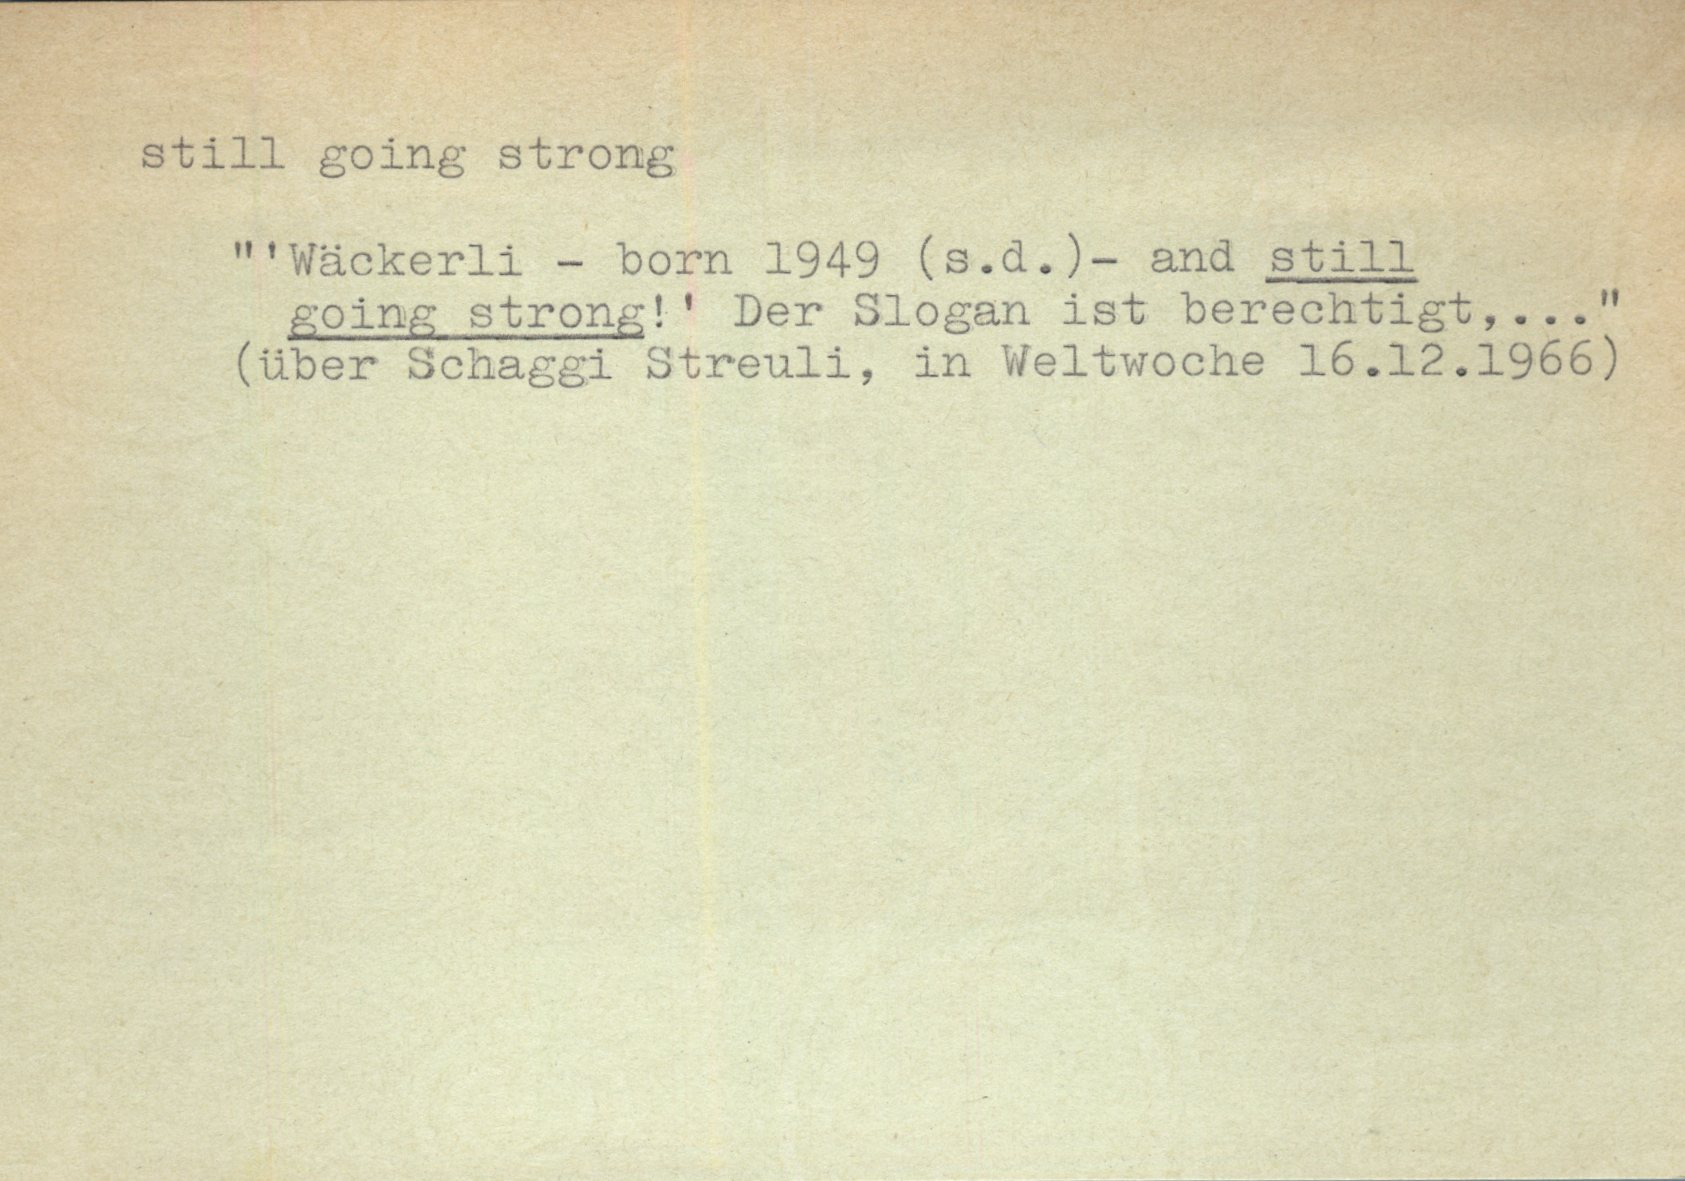 still going strong
"'Wäckerli - born 1949 (s.d.)- and still
going strong!' Der Slogan ist berechtigt,..."
(über Schaggi Streuli, in Weltwoche 16.12.1966)